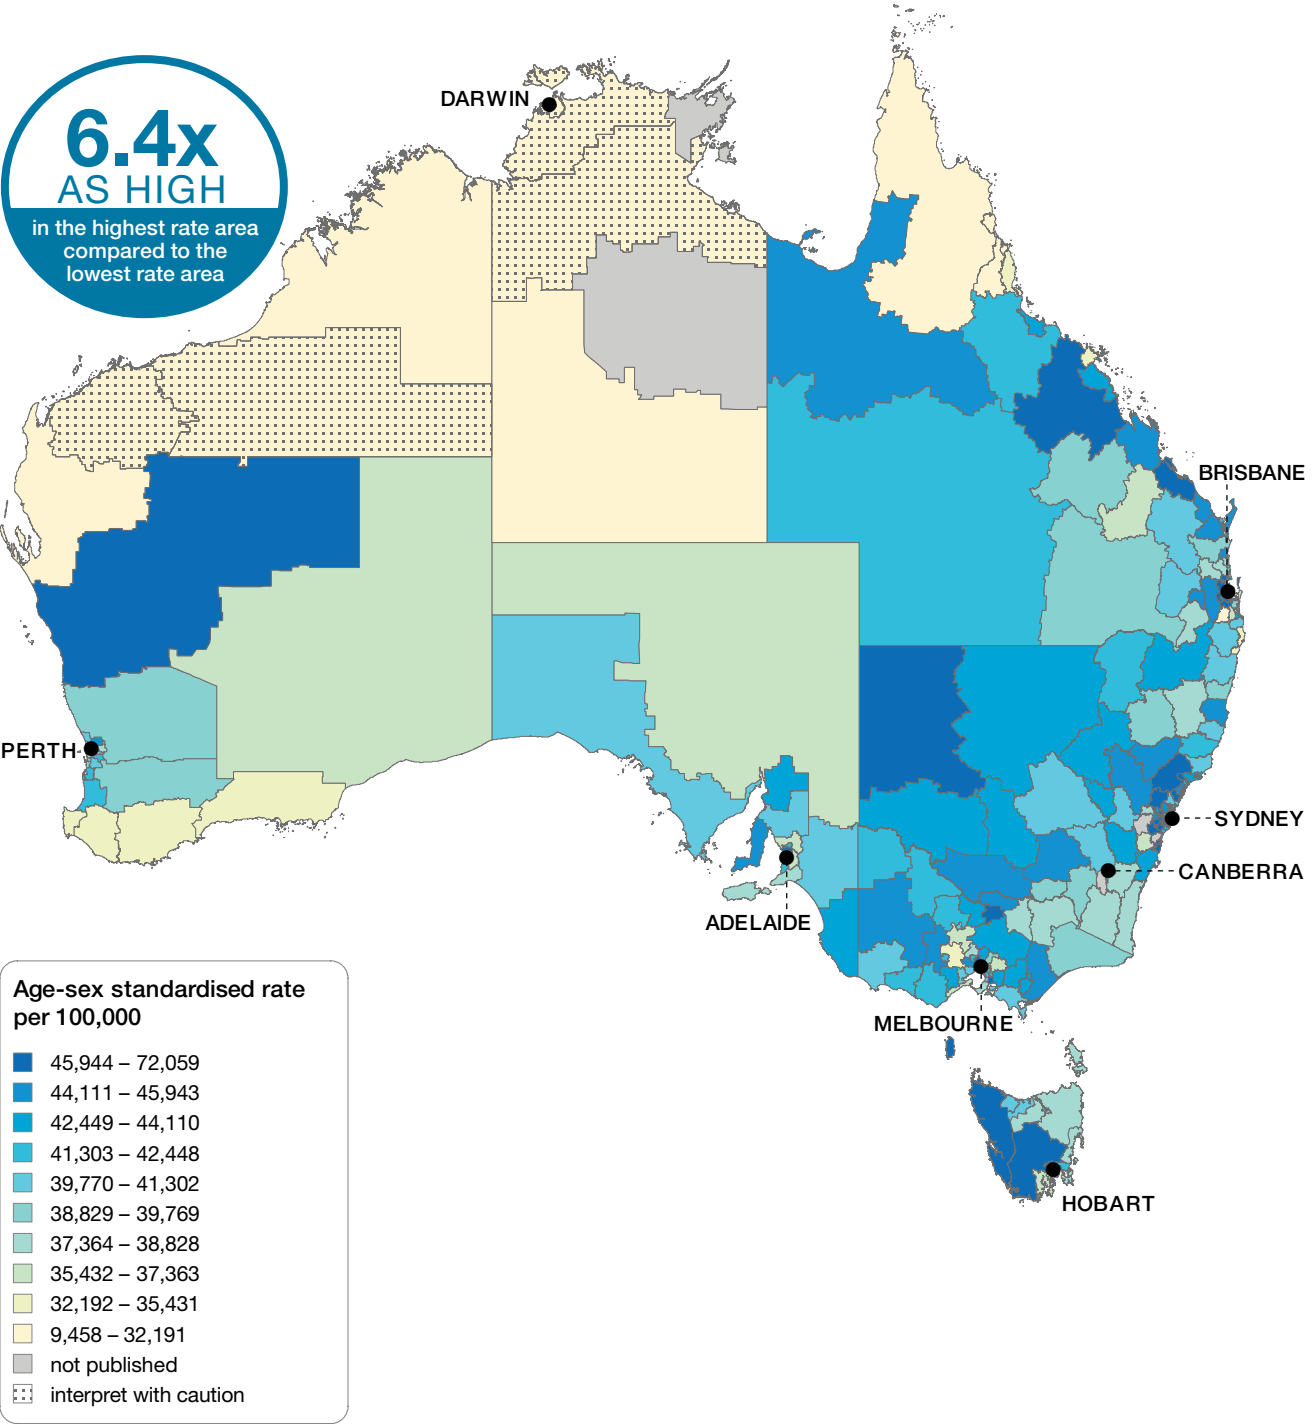 6.4x
AS HIGH
in the highest rate area
compared to the
lowest rate area
DARWIN
BRISBANE
PERTH
SYDNEY
CANBERRA
ADELAIDE
MELBOURNE
HOBART
Age-sex standardised rate
per 100,000
45,944 – 72,059
44,111 – 45,943
42,449 – 44,110
41,303 – 42,448
39,770 – 41,302
38,829 – 39,769
37,364 – 38,828
35,432 – 37,363
32,192 – 35,431
9,458 – 32,191
not published
interpret with caution